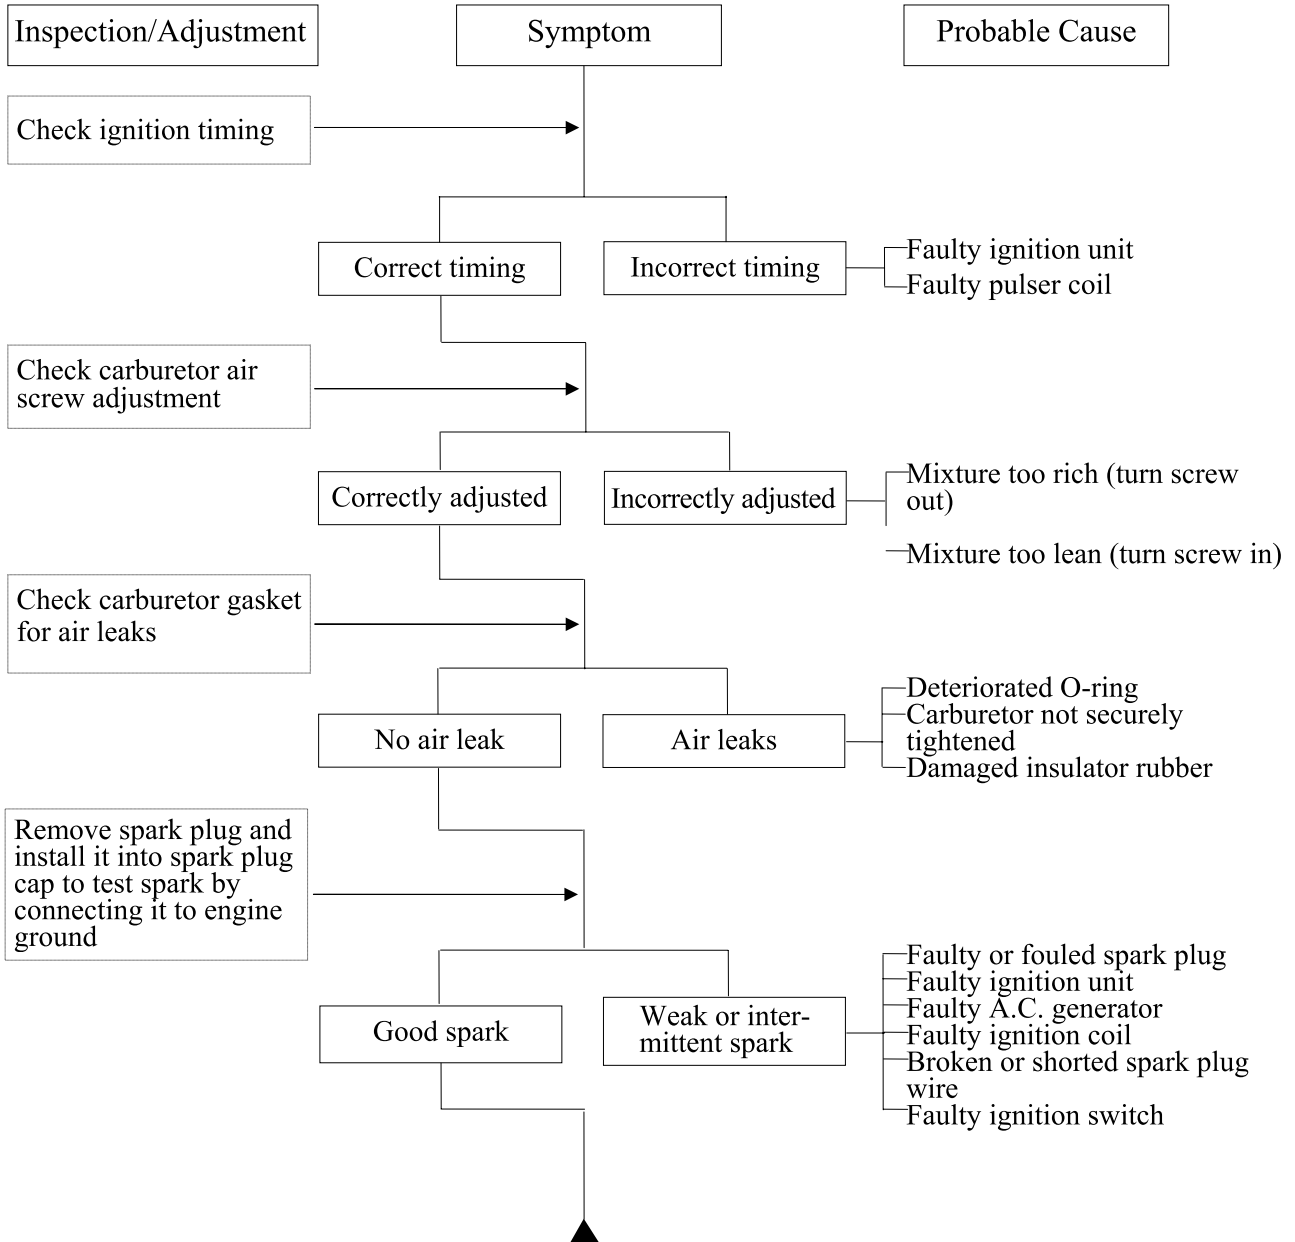 Inspection/Adjustment
Symptom
Probable Cause
Check ignition timing
Correct timing
Incorrect timing
Faulty ignition unit
Faulty pulser coil
Check carburetor air
screw adjustment
Correctly adjusted
Incorrectly adjusted
Mixture too rich (turn screw
out)
Mixture too lean (turn screw in)
Check carburetor gasket
for air leaks
No air leak
Air leaks
Deteriorated O-ring
Carburetor not securely
tightened
Damaged insulator rubber
Remove spark plug and
install it into spark plug
cap to test spark by
connecting it to engine
ground
Good spark
Weak or inter-
mittent spark
Faulty or fouled spark plug
Faulty ignition unit
Faulty A.C. generator
Faulty ignition coil
Broken or shorted spark plug
wire
Faulty ignition switch